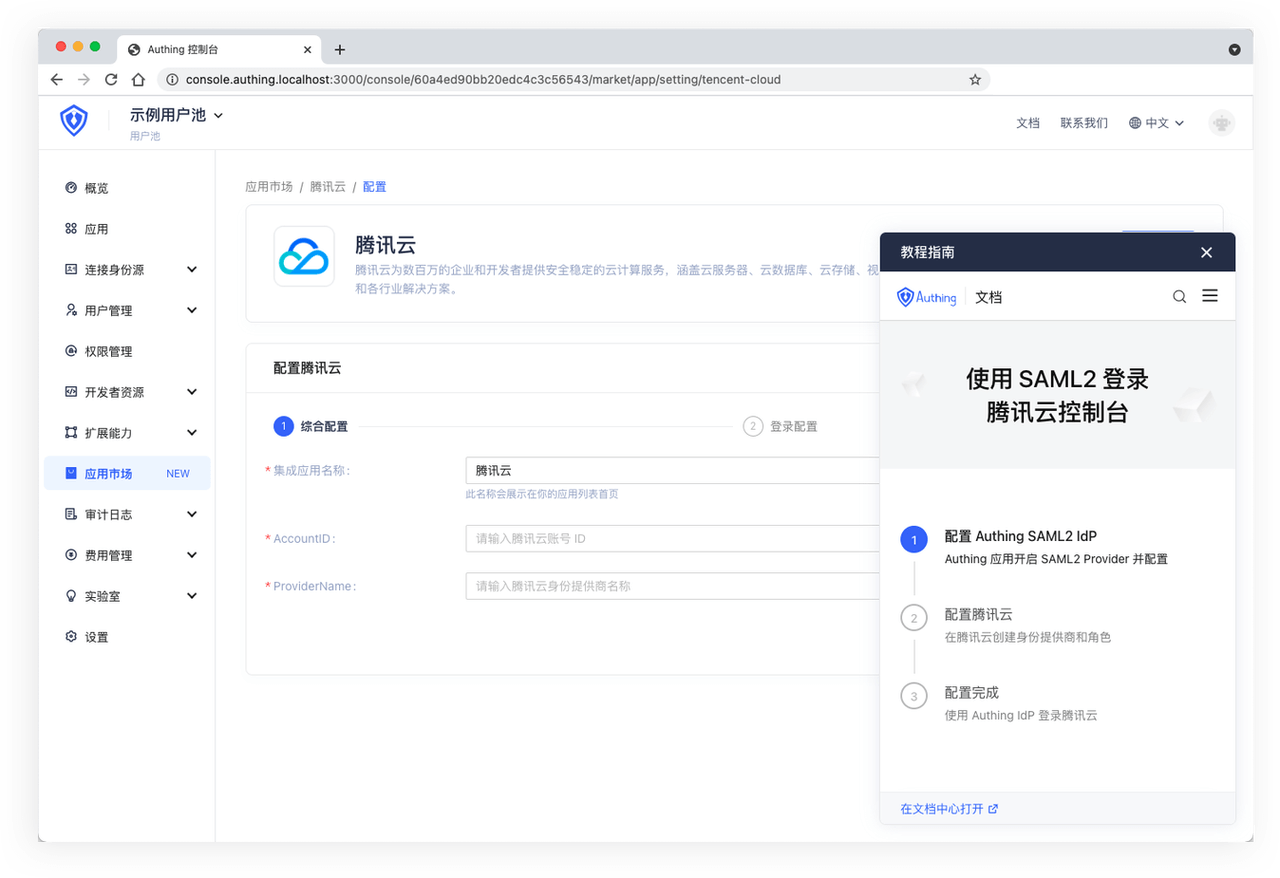 Authing 控制台
console.authing.localhost:3000/console/60a4ed90bb20edc4c3c56543/market/app/setting/tencent-cloud
示例用户池
用户池
文档 联系我们 中文
概览
应用
连接身份源
用户管理
权限管理
开发者资源
扩展能力
应用市场 NEW
审计日志
费用管理
实验室
设置
应用市场 / 腾讯云 / 配置
腾讯云
腾讯云为数百万的企业和开发者提供安全稳定的云计算服务，涵盖云服务器、云数据库、云存储、视
和各行业解决方案。
配置腾讯云
1 综合配置
2 登录配置
* 集成应用名称:
腾讯云
此名称会展示在你的应用列表首页
* AccountID:
请输入腾讯云账号 ID
* ProviderName:
请输入腾讯云身份提供商名称
教程指南
Authing 文档
使用 SAML2 登录
腾讯云控制台
1 配置 Authing SAML2 IdP
Authing 应用开启 SAML2 Provider 并配置
2 配置腾讯云
在腾讯云创建身份提供商和角色
3 配置完成
使用 Authing IdP 登录腾讯云
在文档中心打开